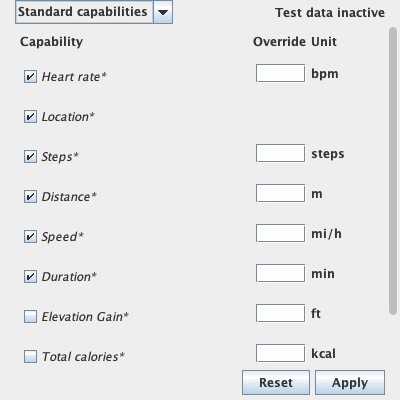 Standard capabilities Test data inactive
Capability Override Unit
Heart rate* bpm
Location*
Steps* steps
Distance* m
Speed* mi/h
Duration* min
Elevation Gain* ft
Total calories* kcal
Reset Apply